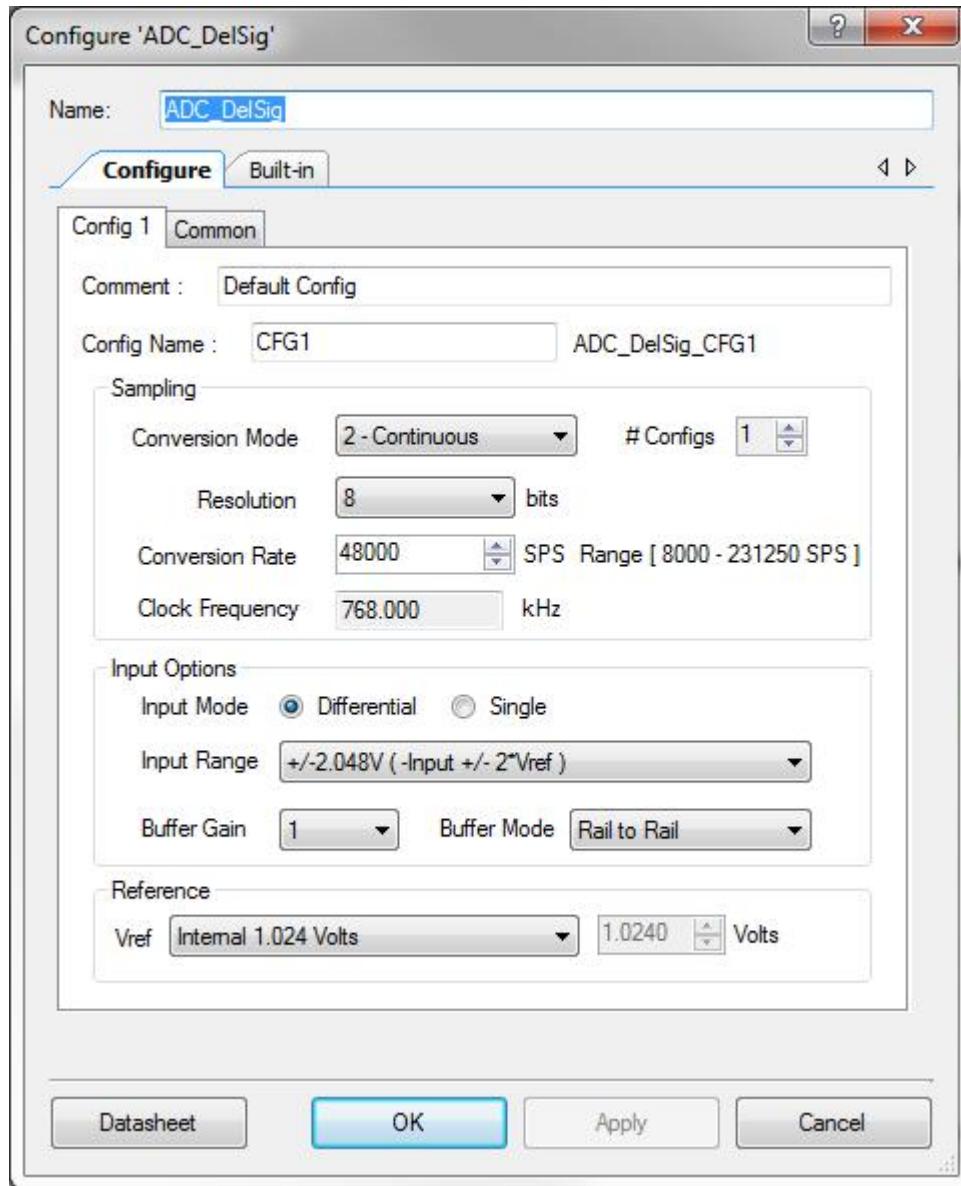 Configure 'ADC_DelSig'
Name: ADC_DelSig
Configure Built-in
Config 1 Common
Comment : Default Config
Config Name : CFG1 ADC_DelSig_CFG1
Sampling
Conversion Mode 2 - Continuous # Configs 1
Resolution 8 bits
Conversion Rate 48000 SPS Range [ 8000 - 231250 SPS ]
Clock Frequency 768.000 kHz
Input Options
Input Mode Differential Single
Input Range +/-2.048V ( -Input +/- 2*Vref )
Buffer Gain 1 Buffer Mode Rail to Rail
Reference
Vref Internal 1.024 Volts 1.0240 Volts
Datasheet OK Apply Cancel